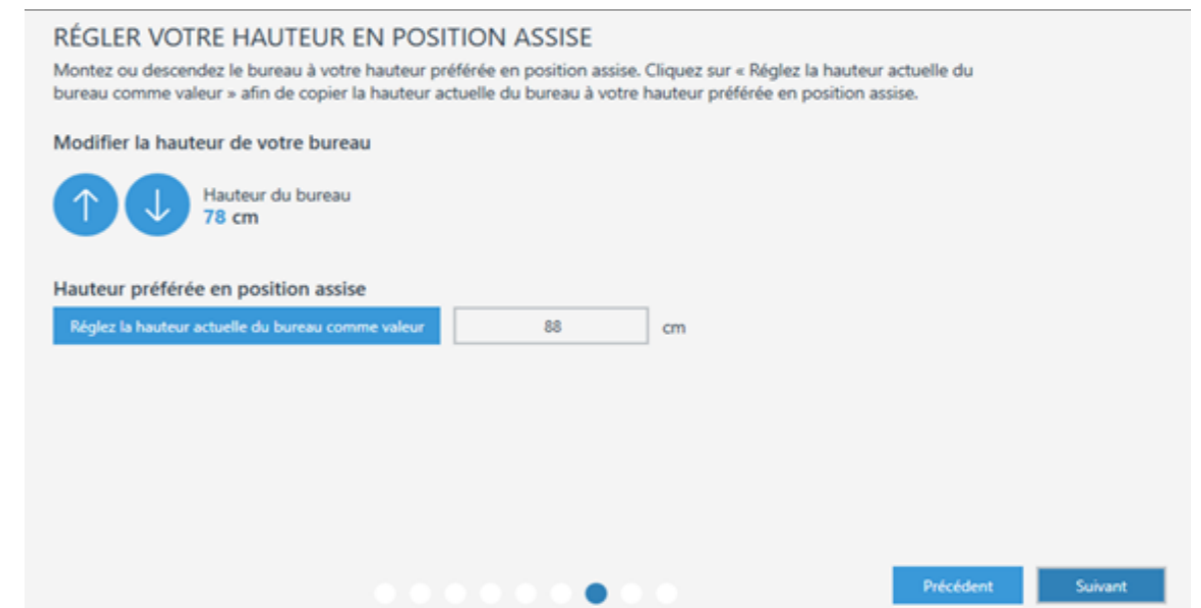 RÉGLER VOTRE HAUTEUR EN POSITION ASSISE
Montez ou descendez le bureau à votre hauteur préférée en position assise. Cliquez sur « Réglez la hauteur actuelle du
bureau comme valeur » afin de copier la hauteur actuelle du bureau à votre hauteur préférée en position assise.
Modifier la hauteur de votre bureau
Hauteur du bureau
78 cm
Hauteur préférée en position assise
Réglez la hauteur actuelle du bureau comme valeur 88 cm
Précédent Suivant